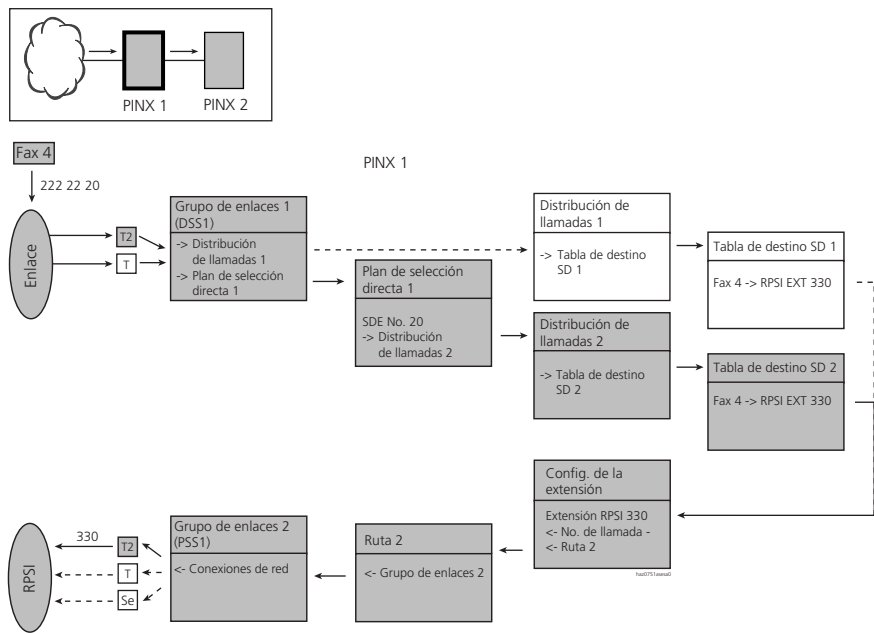 PINX 1
PINX 2
Fax 4
PINX 1
222 22 20
Enlace
T2
T
Grupo de enlaces 1
(DSS1)
-> Distribución
de llamadas 1
-> Plan de selección
directa 1
Plan de selección
directa 1
SDE No. 20
-> Distribución
de llamadas 2
Distribución de
llamadas 1
-> Tabla de destino
SD 1
Tabla de destino SD 1
Fax 4 -> RPSI EXT 330
Distribución de
llamadas 2
-> Tabla de destino
SD 2
Tabla de destino SD 2
Fax 4 -> RPSI EXT 330
Config. de la
extensión
Extensión RPSI 330
<- No. de llamada -
<- Ruta 2
Ruta 2
<- Grupo de enlaces 2
Grupo de enlaces 2
(PSS1)
<- Conexiones de red
330
T2
T
Se
RPSI